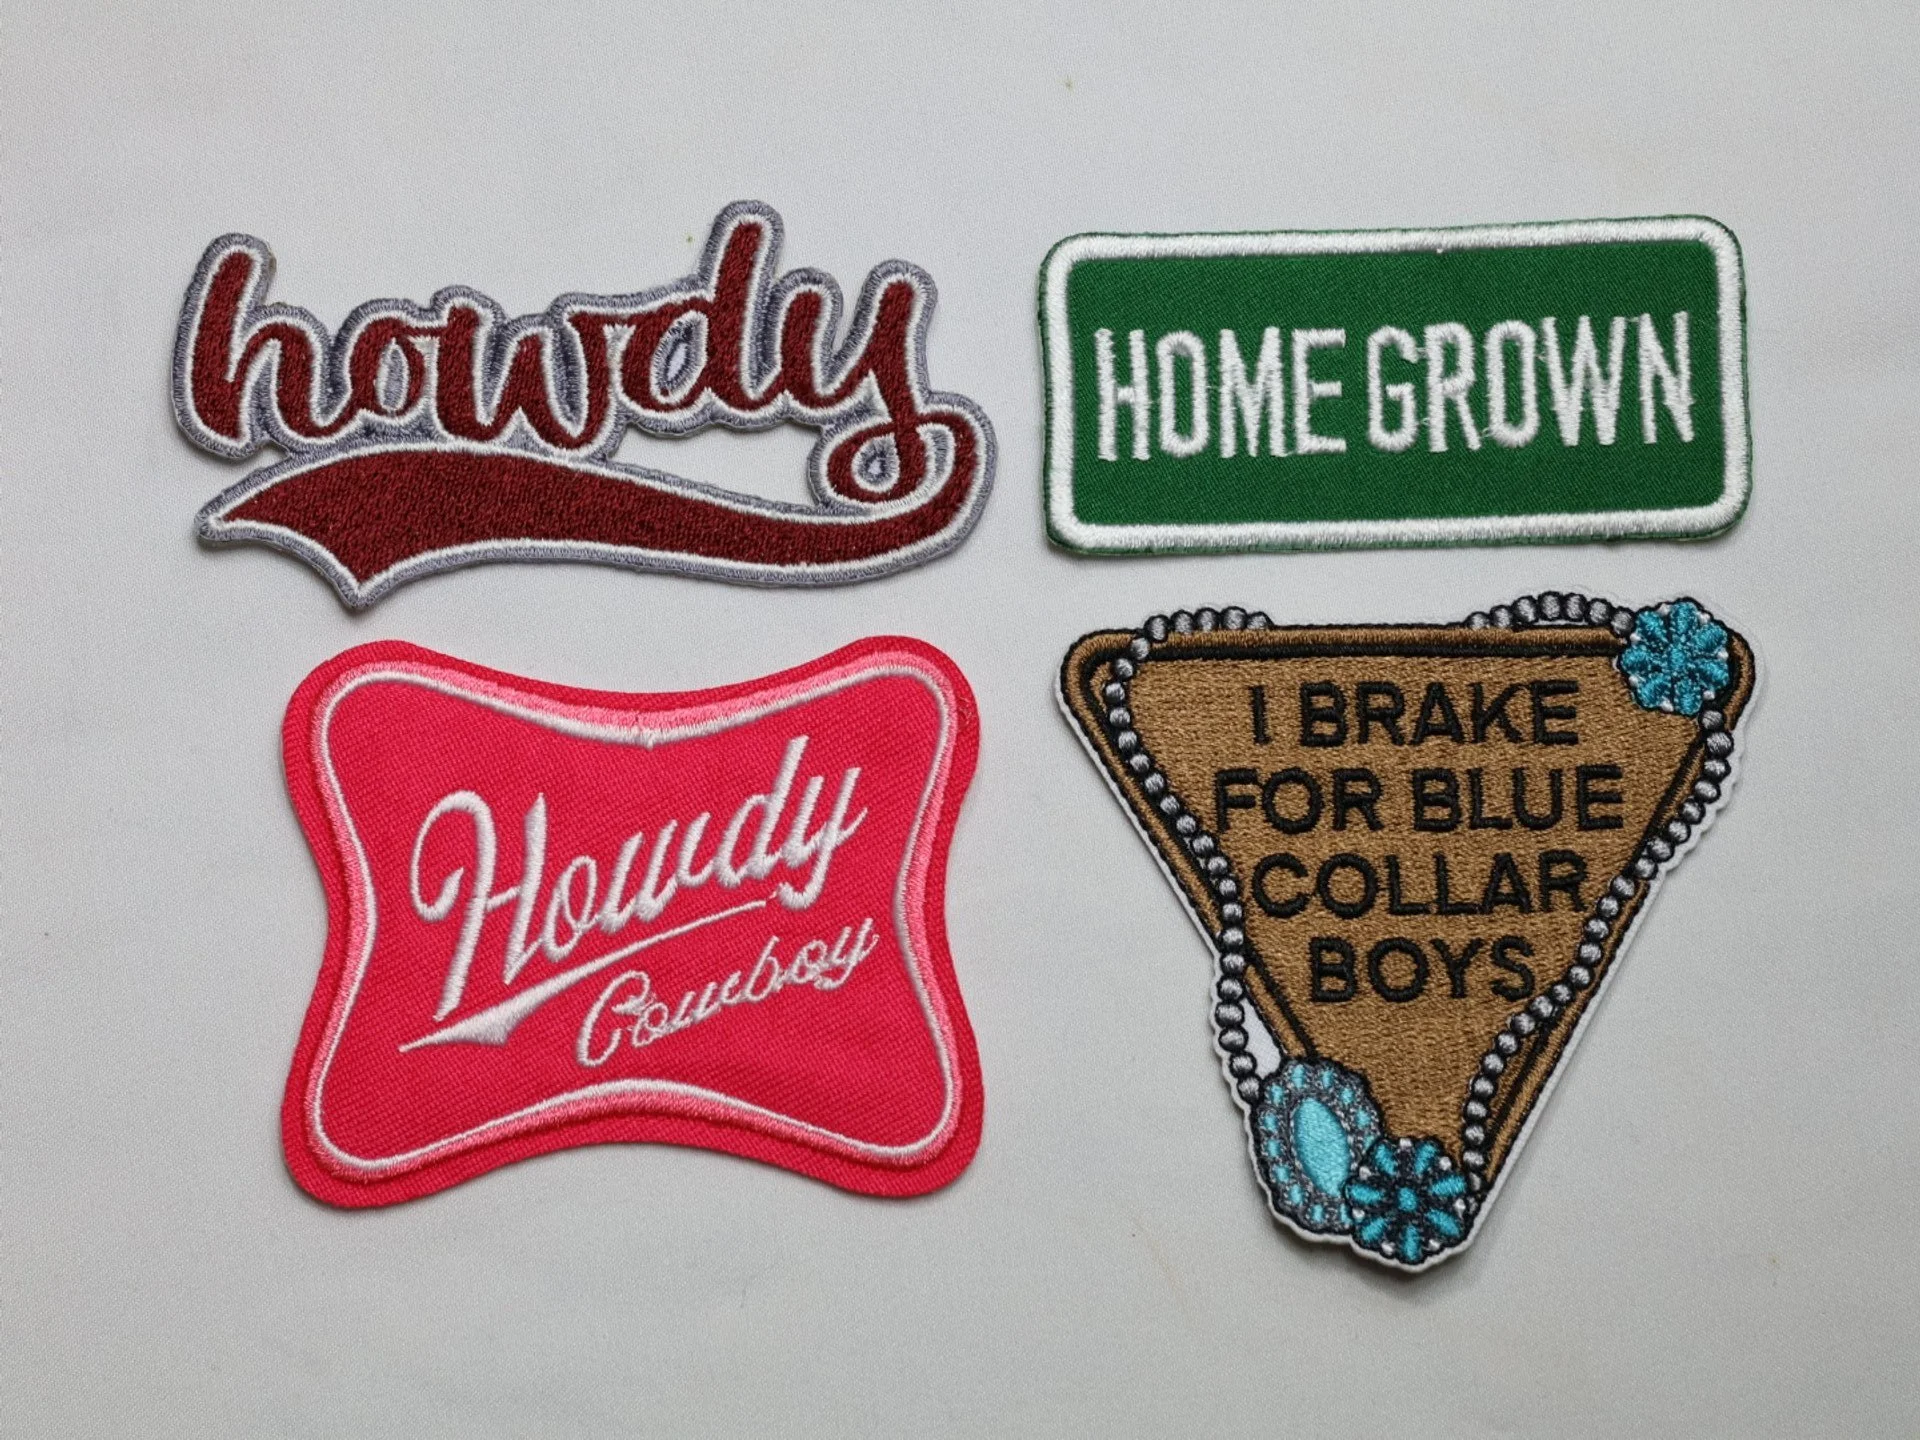 howdy
HOME GROWN
Howdy
Cowboy
I BRAKE
FOR BLUE
COLLAR
BOYS